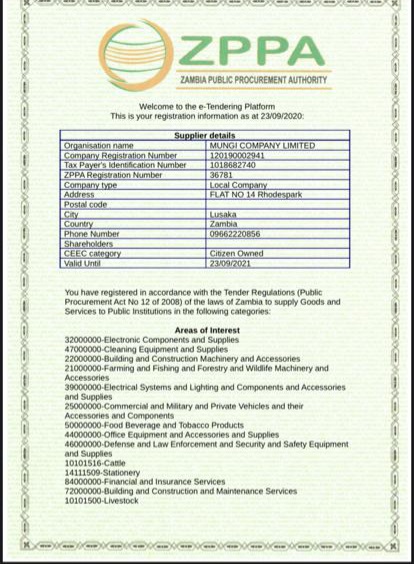 ZPPA
ZAMBIA PUBLIC PROCUREMENT AUTHORITY
Welcome to the e-Tendering Platform
This is your registration information as at 23/09/2020:
Supplier details
Organisation name MUNGI COMPANY LIMITED
Company Registration Number 120190002941
Tax Payer's Identification Number 1018682740
ZPPA Registration Number 36781
Company type Local Company
Address FLAT NO 14 Rhodespark
Postal code
City Lusaka
Country Zambia
Phone Number 09662220856
Shareholders
CEEC category Citizen Owned
Valid Until 23/09/2021
You have registered in accordance with the Tender Regulations (Public
Procurement Act No 12 of 2008) of the laws of Zambia to supply Goods and
Services to Public Institutions in the following categories:
Areas of Interest
32000000-Electronic Components and Supplies
47000000-Cleaning Equipment and Supplies
22000000-Building and Construction Machinery and Accessories
21000000-Farming and Fishing and Forestry and Wildlife Machinery and
Accessories
39000000-Electrical Systems and Lighting and Components and Accessories
and Supplies
25000000-Commercial and Military and Private Vehicles and their
Accessories and Components
50000000-Food Beverage and Tobacco Products
44000000-Office Equipment and Accessories and Supplies
46000000-Defense and Law Enforcement and Security and Safety Equipment
and Supplies
10101516-Cattle
14111509-Stationery
84000000-Financial and Insurance Services
72000000-Building and Construction and Maintenance Services
10101500-Livestock